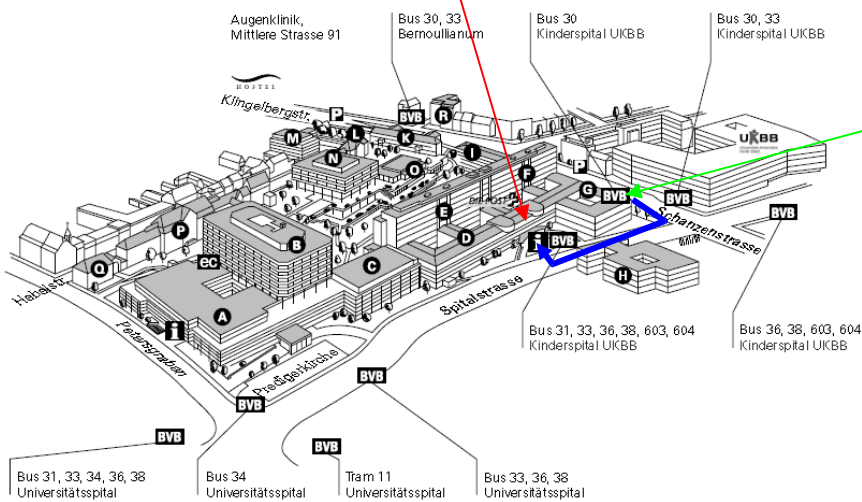 Augenklinik,
Mittlere Strasse 91
Bus 30, 33
Bernoullianum
Bus 30
Kinderspital UKBB
Bus 30, 33
Kinderspital UKBB
HOSTEL
Klingelbergstr.
P
BVB
R
M
L
K
N
O
I
P
F
UKBB
DIE POST
G
BVB
BVB
BVB
Schanzenstrasse
E
D
i
BVB
P
B
C
H
Q
ec
A
i
Hebelstr.
Petersgraben
Predigerkirche
Spitalstrasse
Bus 31, 33, 36, 38, 603, 604
Kinderspital UKBB
Bus 36, 38, 603, 604
Kinderspital UKBB
BVB
BVB
BVB
BVB
Bus 31, 33, 34, 36, 38
Universitätsspital
Bus 34
Universitätsspital
Tram 11
Universitätsspital
Bus 33, 36, 38
Universitätsspital